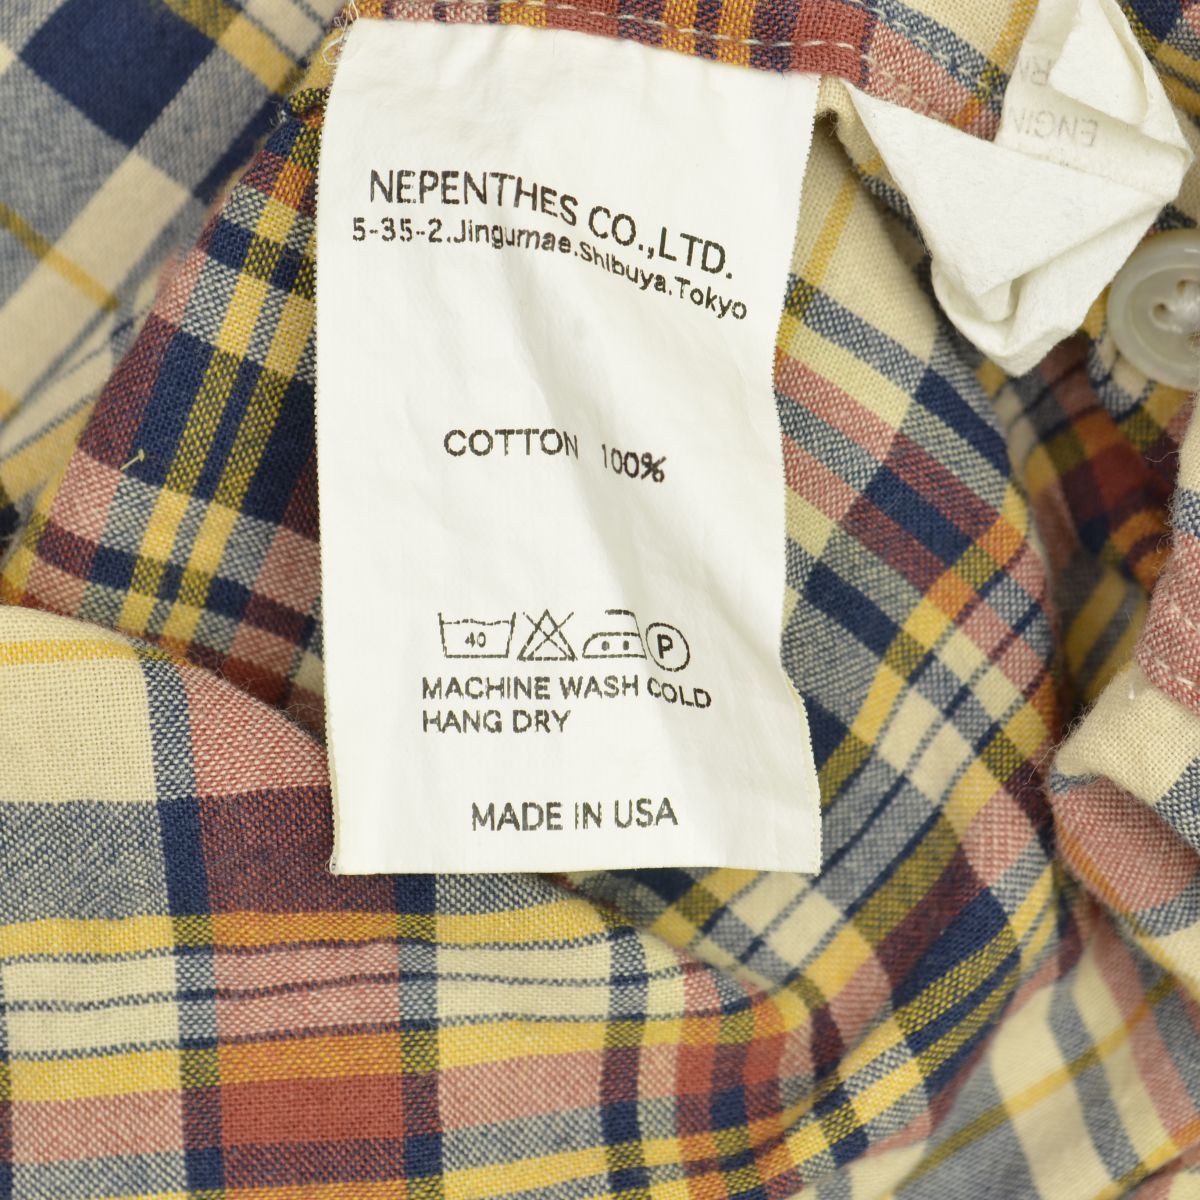 NEPENTHES CO.,LTD.
5-35-2.Jingumae.Shibuya.Tokyo
COTTON 100%
40 P
MACHINE WASH COLD
HANG DRY
MADE IN USA